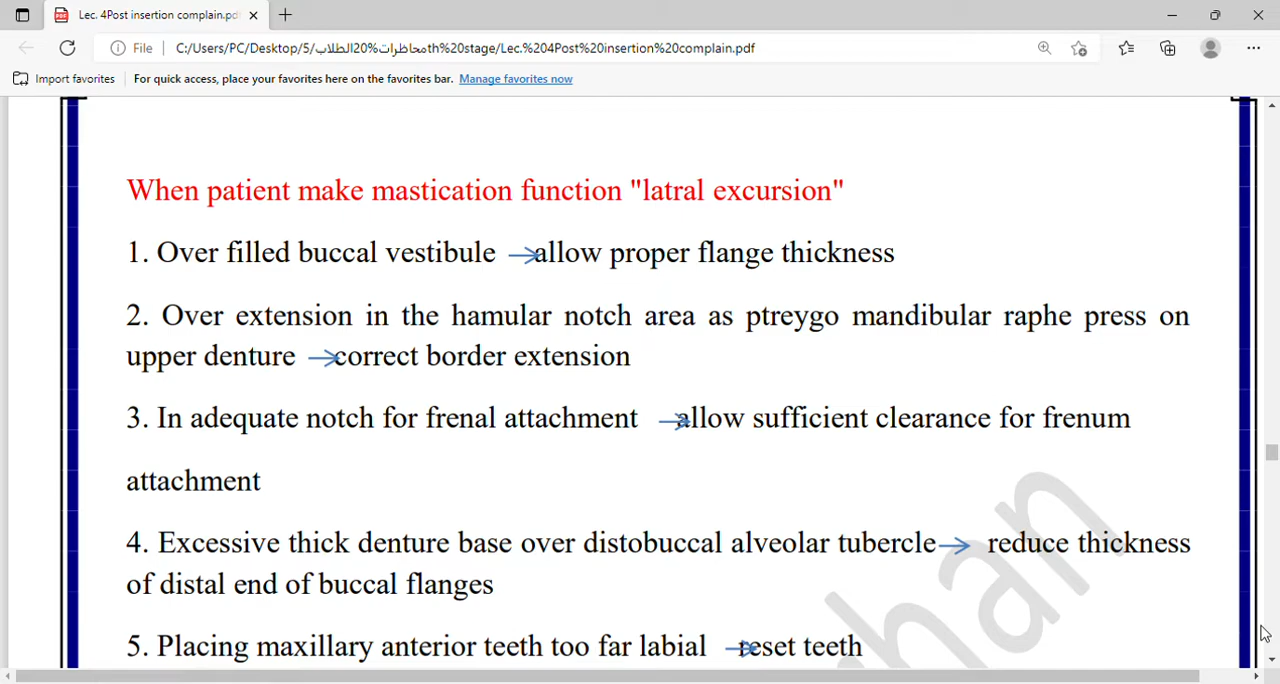 Lec. 4Post insertion complain.pd
File
C:/Users/PC/Desktop/5/محاظرات%20الطلابth%20stage/Lec.%204Post%20insertion%20complain.pdf
Import favorites
For quick access, place your favorites here on the favorites bar. Manage favorites now
When patient make mastication function "latral excursion"
1. Over filled buccal vestibule → allow proper flange thickness
2. Over extension in the hamular notch area as ptreygo mandibular raphe press on
upper denture → correct border extension
3. In adequate notch for frenal attachment → allow sufficient clearance for frenum
attachment
4. Excessive thick denture base over distobuccal alveolar tubercle → reduce thickness
of distal end of buccal flanges
5. Placing maxillary anterior teeth too far labial → reset teeth